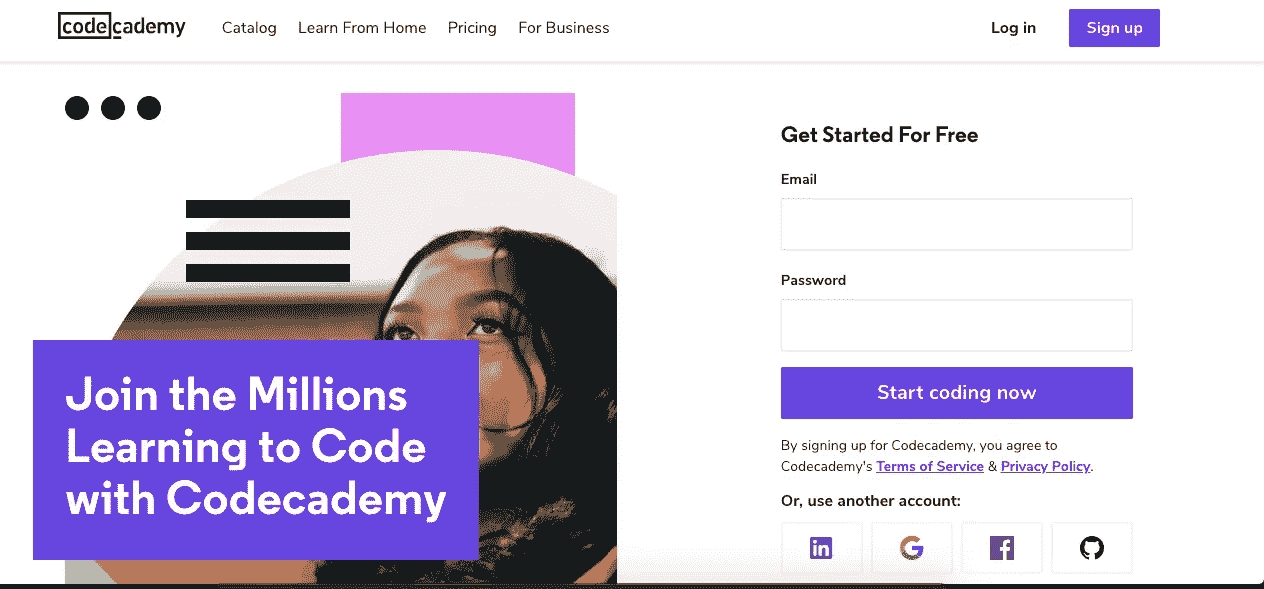 codecademy Catalog Learn From Home Pricing For Business Log in Sign up
Join the Millions
Learning to Code
with Codecademy
Get Started For Free
Email
Password
Start coding now
By signing up for Codecademy, you agree to
Codecademy's Terms of Service & Privacy Policy.
Or, use another account:
in
G
f